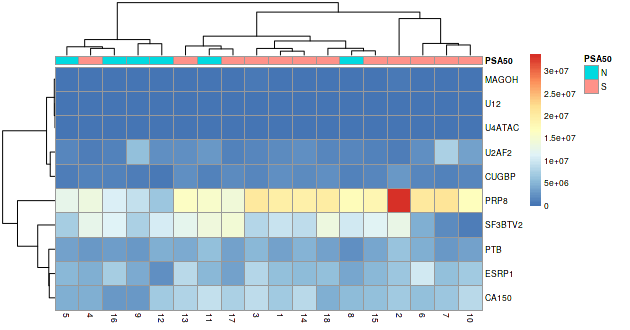 PSA50
PSA50
N
S
3e+07
2.5e+07
2e+07
1.5e+07
1e+07
5e+06
0
MAGOH
U12
U4ATAC
U2AF2
CUGBP
PRP8
SF3BTV2
PTB
ESRP1
CA150
5 4 16 9 12 13 11 17 3 1 14 18 8 15 2 6 7 10